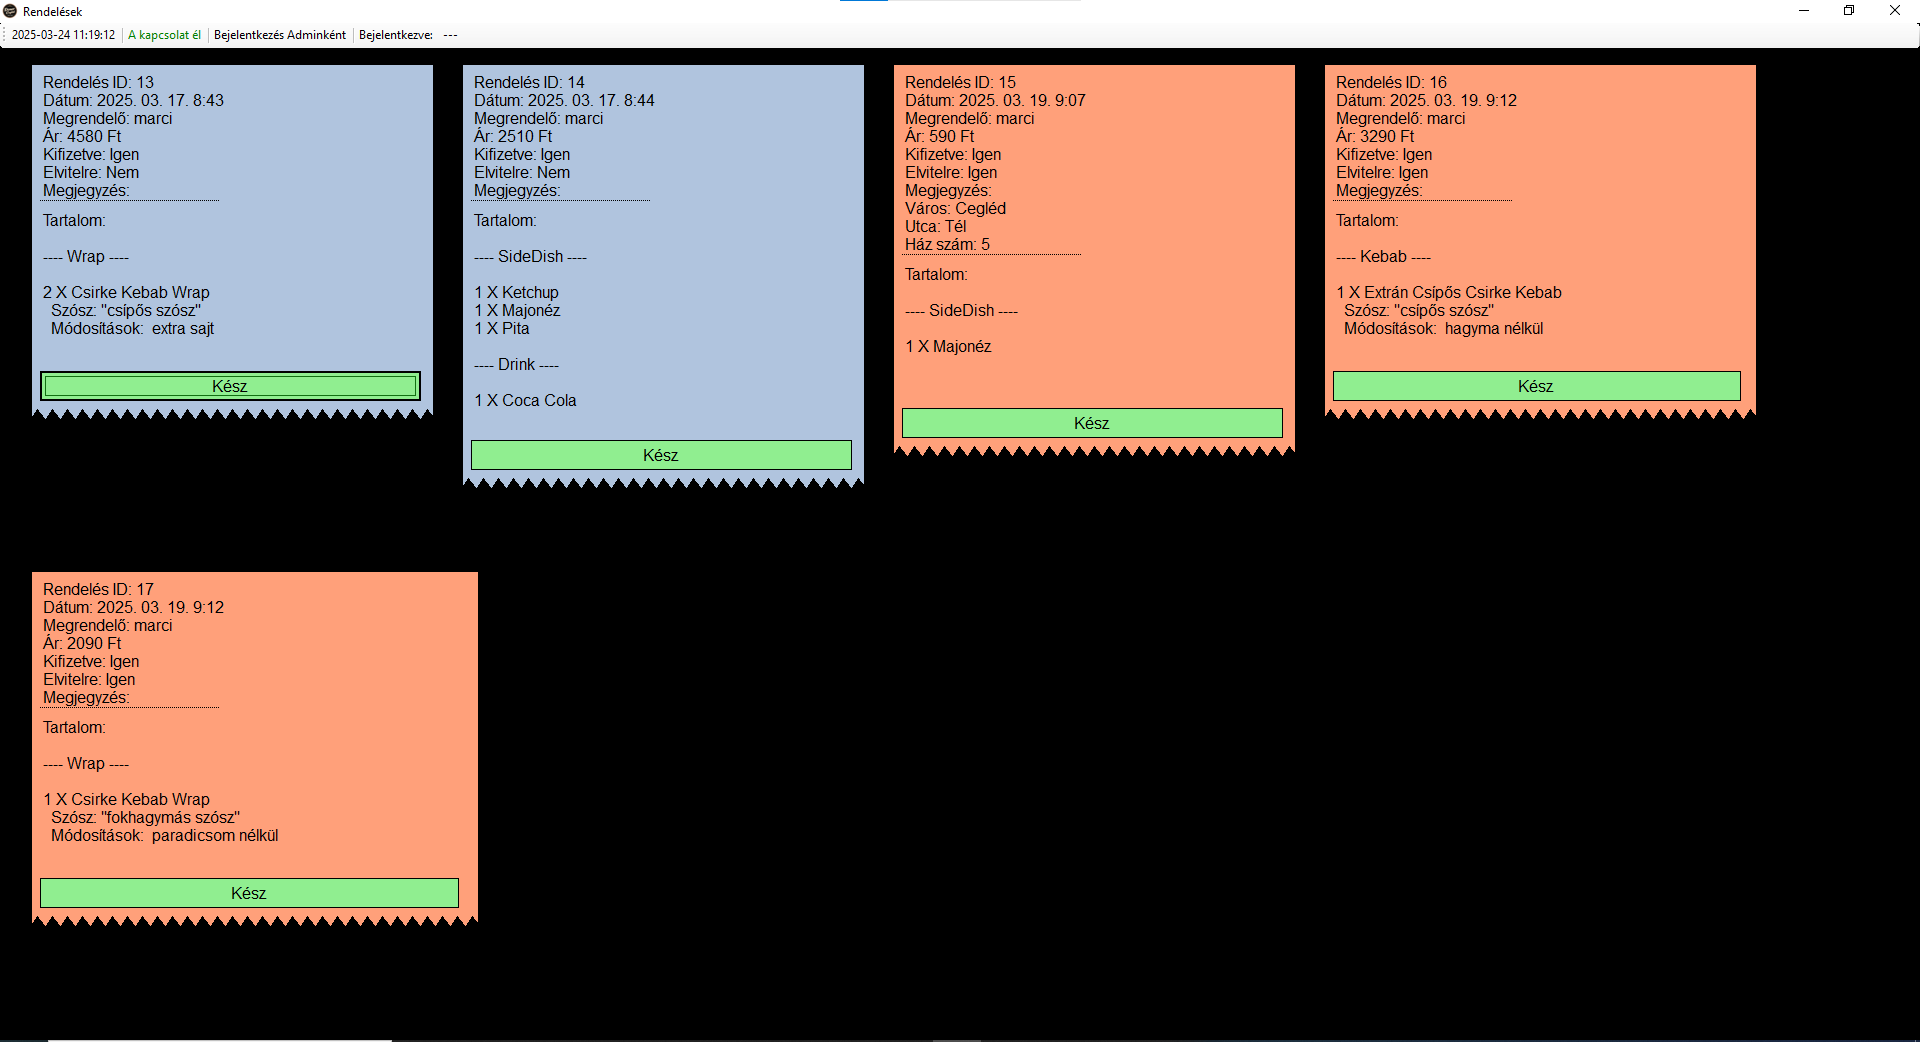 Rendelések
2025-03-24 11:19:12 A kapcsolat él Bejelentkezés Adminként Bejelentkezve: ---
Rendelés ID: 13
Dátum: 2025. 03. 17. 8:43
Megrendelő: marci
Ár: 4580 Ft
Kifizetve: Igen
Elvitelre: Nem
Megjegyzés:
Tartalom:
---- Wrap ----
2 X Csirke Kebab Wrap
Szósz: "csípős szósz"
Módosítások:  extra sajt
Kész
Rendelés ID: 14
Dátum: 2025. 03. 17. 8:44
Megrendelő: marci
Ár: 2510 Ft
Kifizetve: Igen
Elvitelre: Nem
Megjegyzés:
Tartalom:
---- SideDish ----
1 X Ketchup
1 X Majonéz
1 X Pita
---- Drink ----
1 X Coca Cola
Kész
Rendelés ID: 15
Dátum: 2025. 03. 19. 9:07
Megrendelő: marci
Ár: 590 Ft
Kifizetve: Igen
Elvitelre: Igen
Megjegyzés:
Város: Cegléd
Utca: Tél
Ház szám: 5
Tartalom:
---- SideDish ----
1 X Majonéz
Kész
Rendelés ID: 16
Dátum: 2025. 03. 19. 9:12
Megrendelő: marci
Ár: 3290 Ft
Kifizetve: Igen
Elvitelre: Igen
Megjegyzés:
Tartalom:
---- Kebab ----
1 X Extrán Csípős Csirke Kebab
Szósz: "csípős szósz"
Módosítások:  hagyma nélkül
Kész
Rendelés ID: 17
Dátum: 2025. 03. 19. 9:12
Megrendelő: marci
Ár: 2090 Ft
Kifizetve: Igen
Elvitelre: Igen
Megjegyzés:
Tartalom:
---- Wrap ----
1 X Csirke Kebab Wrap
Szósz: "fokhagymás szósz"
Módosítások:  paradicsom nélkül
Kész